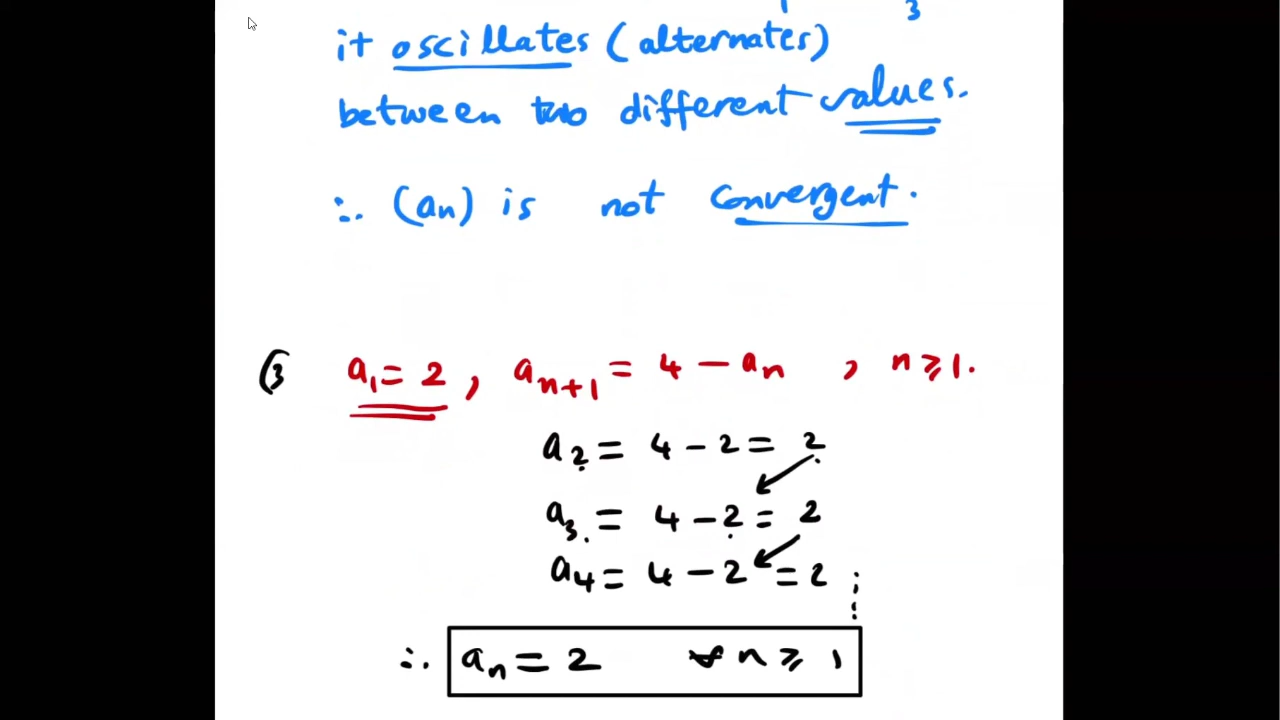 3
it oscillates (alternates)
between two different values.
∴ (an) is not convergent.
(3 a1 = 2, an+1 = 4 - an , n ≥ 1.
a2 = 4 - 2 = 2
a3 = 4 - 2 = 2
a4 = 4 - 2 = 2
∴ an = 2 ∀ n ≥ 1